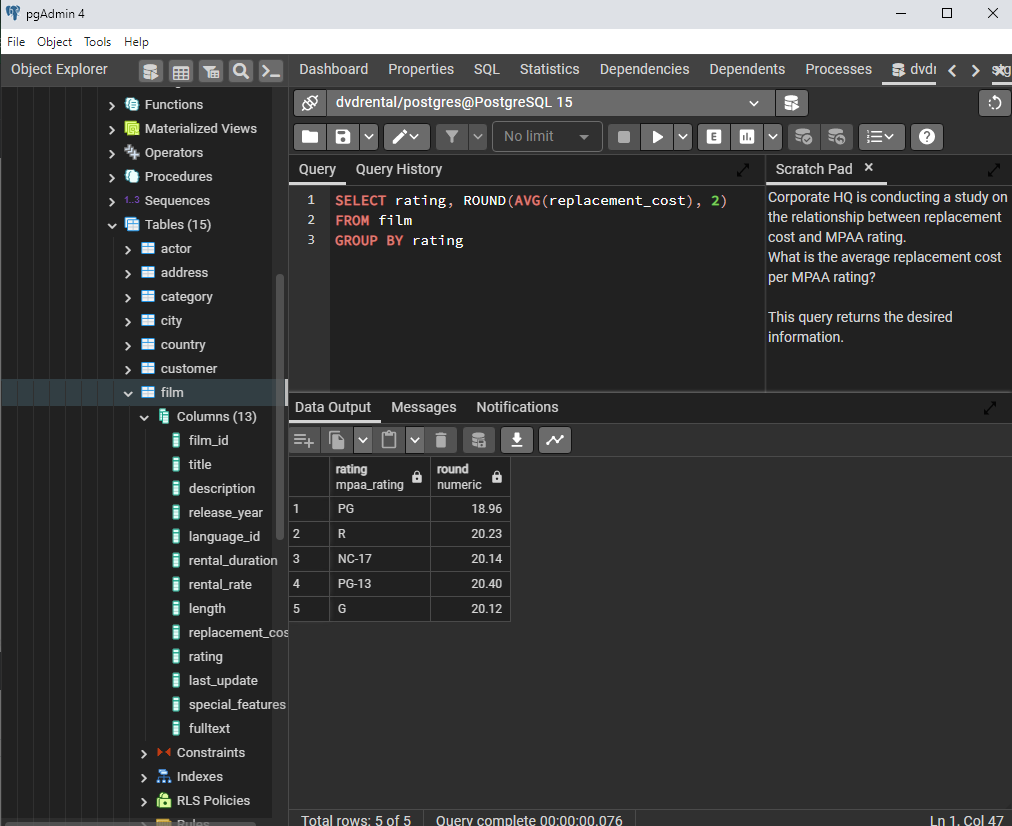 pgAdmin 4
File Object Tools Help
Object Explorer
Dashboard Properties SQL Statistics Dependencies Dependents Processes
Functions
Materialized Views
Operators
Procedures
1..3 Sequences
Tables (15)
actor
address
category
city
country
customer
film
Columns (13)
film_id
title
description
release_year
language_id
rental_duration
rental_rate
length
replacement_cos
rating
last_update
special_features
fulltext
Constraints
Indexes
RLS Policies
Rules
dvdrental/postgres@PostgreSQL 15
No limit
E
Query Query History
1 SELECT rating, ROUND(AVG(replacement_cost), 2)
2 FROM film
3 GROUP BY rating
Scratch Pad
Corporate HQ is conducting a study on
the relationship between replacement
cost and MPAA rating.
What is the average replacement cost
per MPAA rating?
This query returns the desired
information.
Data Output Messages Notifications
rating round
mpaa_rating numeric
1 PG 18.96
2 R 20.23
3 NC-17 20.14
4 PG-13 20.40
5 G 20.12
Total rows: 5 of 5 Query complete 00:00:00.076 Ln 1, Col 47